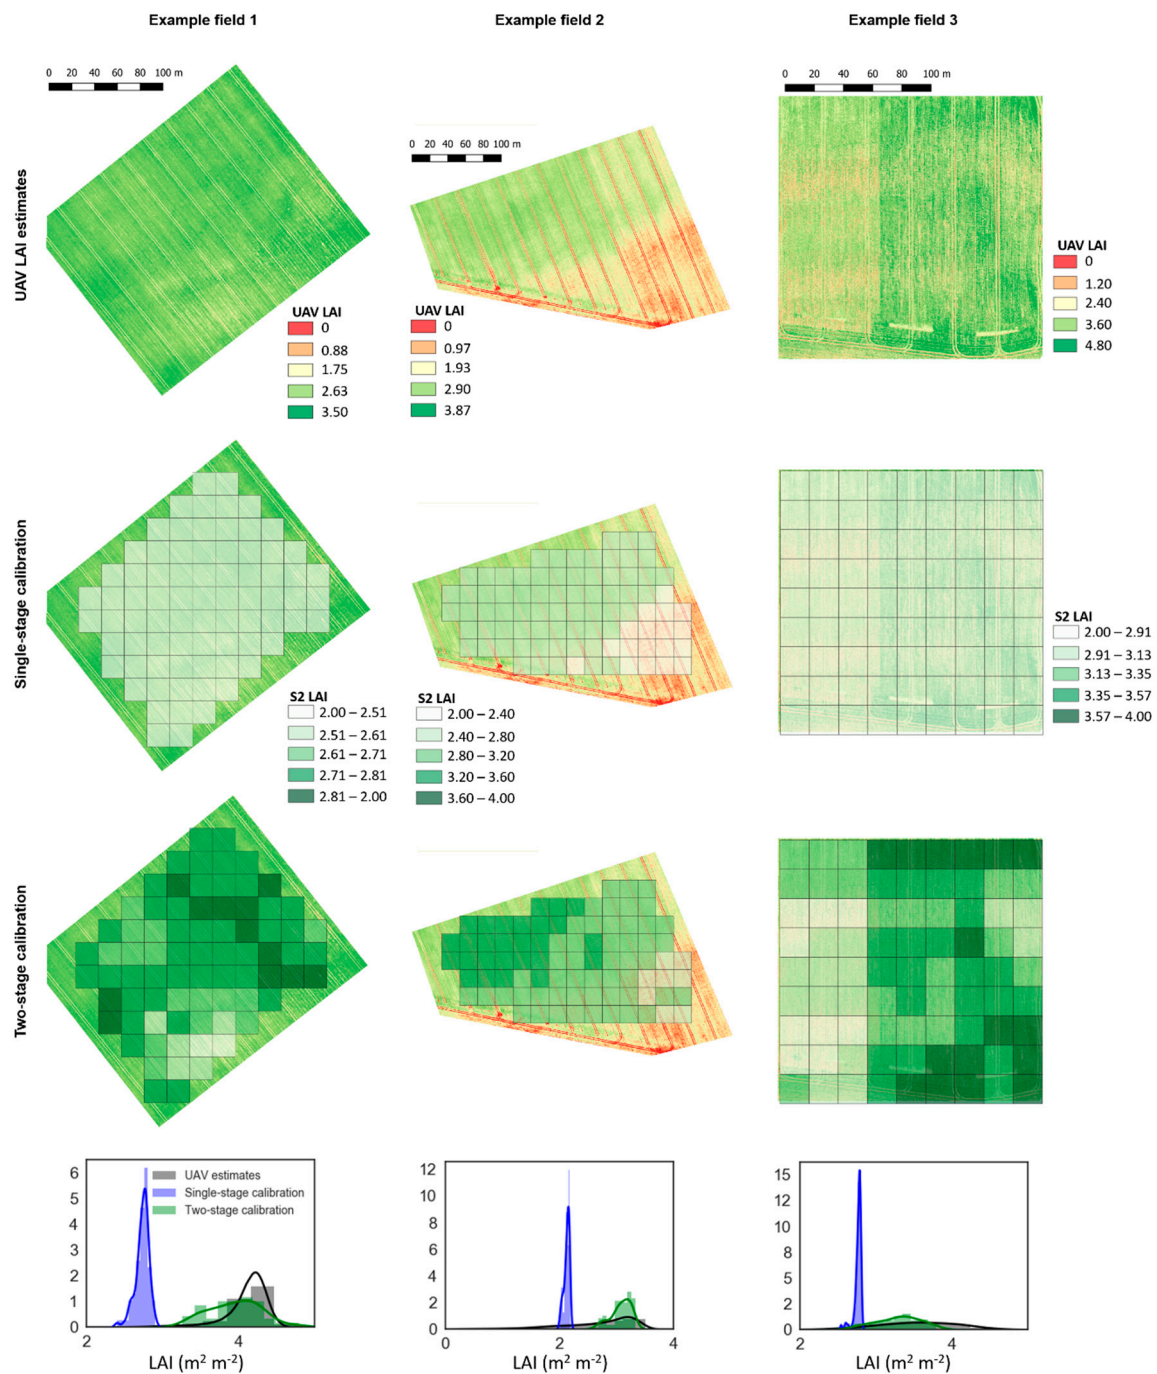 Example field 1
Example field 2
Example field 3
0 20 40 60 80 100 m
0 20 40 60 80 100 m
0 20 40 60 80 100 m
UAV LAI estimates
UAV LAI
0
0.88
1.75
2.63
3.50
UAV LAI
0
0.97
1.93
2.90
3.87
UAV LAI
0
1.20
2.40
3.60
4.80
Single-stage calibration
S2 LAI
2.00 – 2.51
2.51 – 2.61
2.61 – 2.71
2.71 – 2.81
2.81 – 2.00
S2 LAI
2.00 – 2.40
2.40 – 2.80
2.80 – 3.20
3.20 – 3.60
3.60 – 4.00
S2 LAI
2.00 – 2.91
2.91 – 3.13
3.13 – 3.35
3.35 – 3.57
3.57 – 4.00
Two-stage calibration
6
5
4
3
2
1
0
2
4
UAV estimates
Single-stage calibration
Two-stage calibration
LAI (m² m⁻²)
12
10
8
6
4
2
0
0
2
4
LAI (m² m⁻²)
15
12
10
8
5
2
0
2
4
LAI (m² m⁻²)